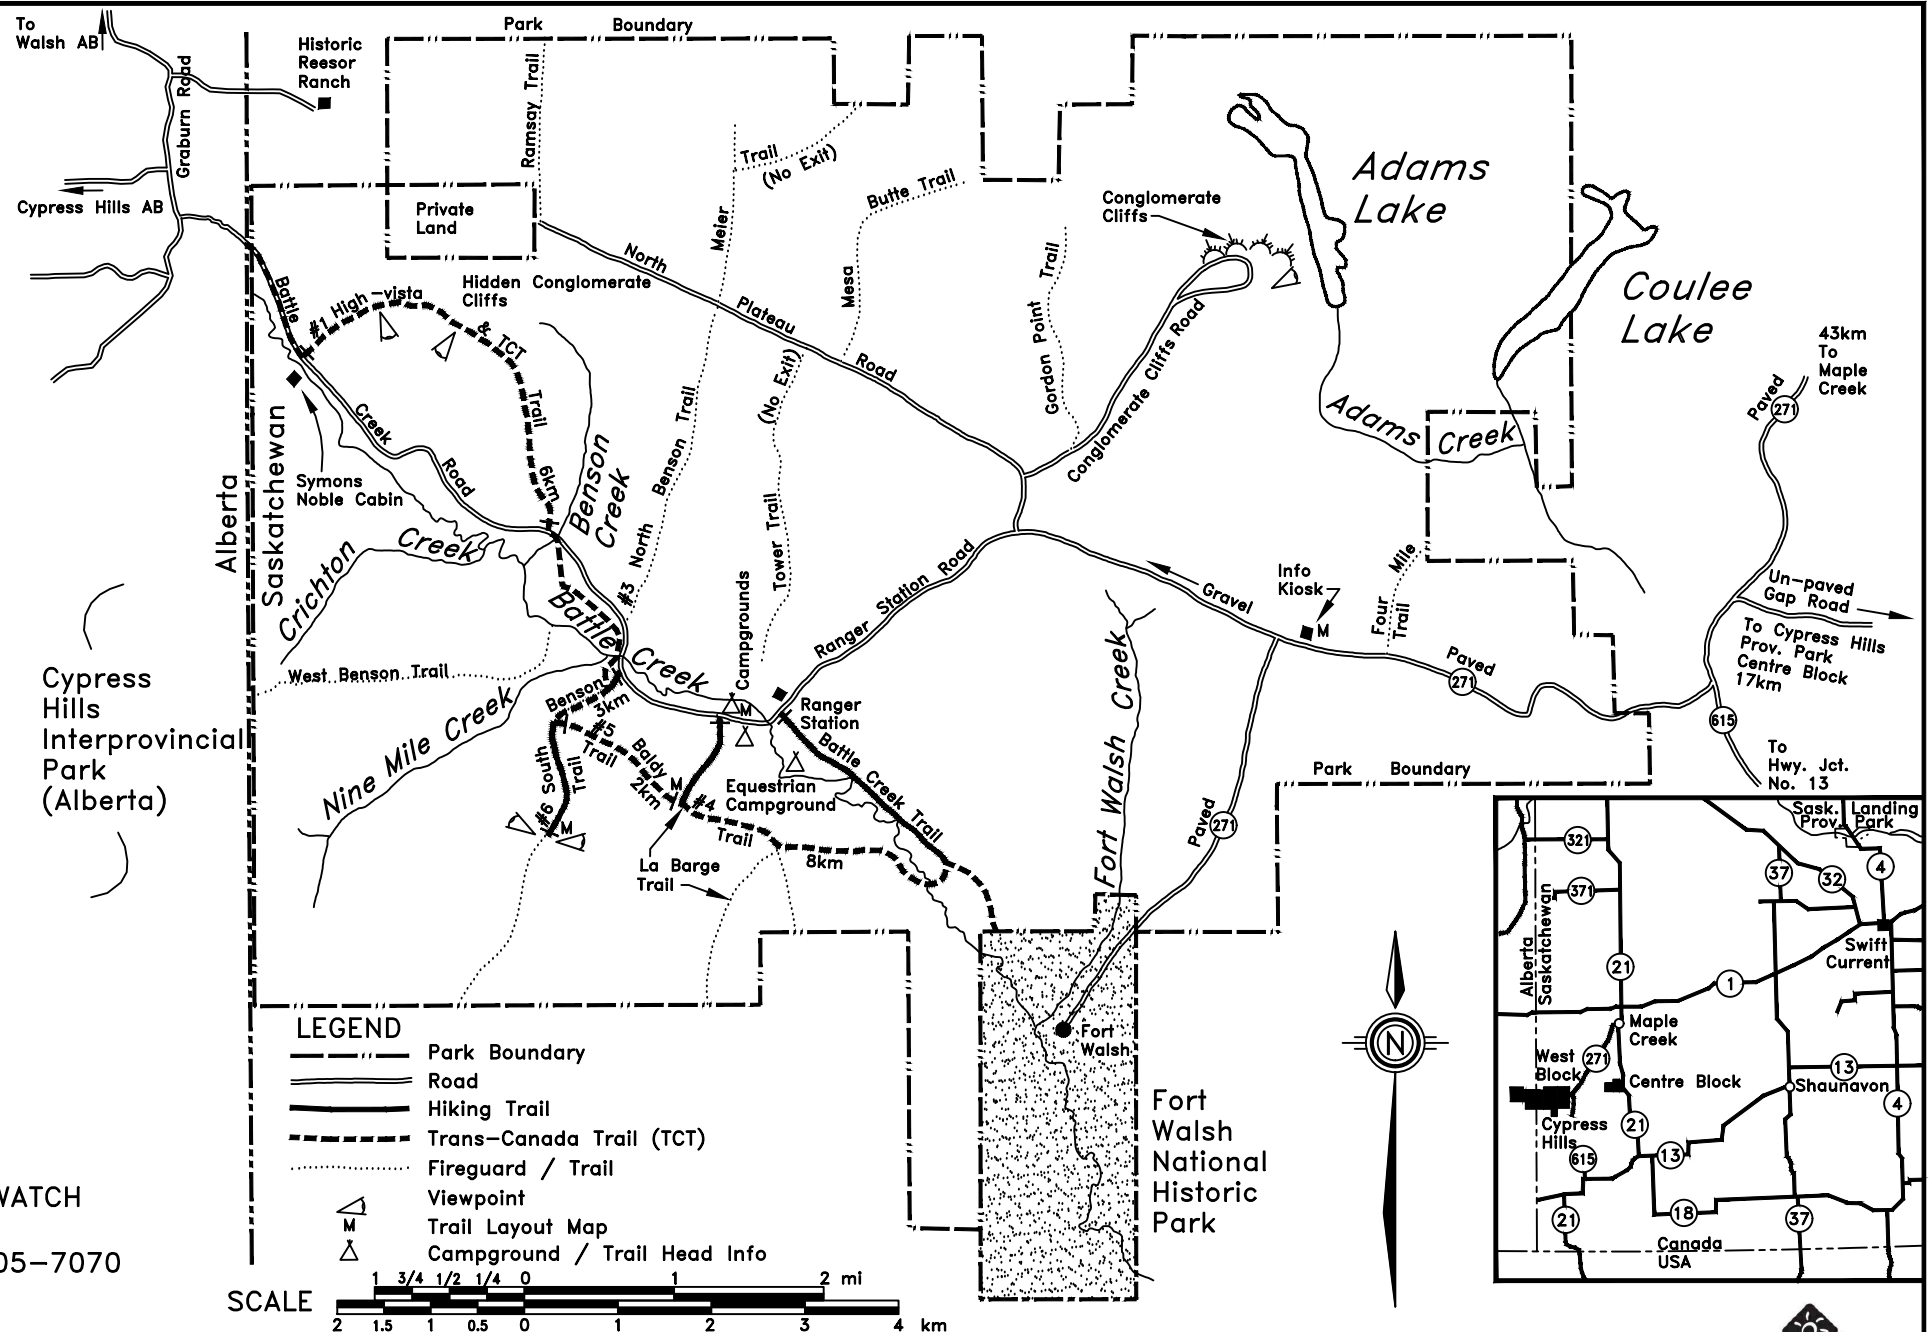 To
Walsh AB
Graburn Road
Cypress Hills AB
Historic
Reesor
Ranch
Park Boundary
Ramsay Trail
Private
Land
Trail
(No Exit)
Butte Trail
Mesa
Meier
North Plateau Road
Hidden Conglomerate
Cliffs
Battle Creek Road
#1 High-vista & TCT Trail 6km
Symons
Noble Cabin
Alberta
Saskatchewan
Benson
Creek
#3 North Benson Trail
(No Exit)
Tower Trail
Gordon Point Trail
Conglomerate
Cliffs
Conglomerate Cliffs Road
Adams
Lake
Coulee
Lake
Adams Creek
43km
To
Maple
Creek
Paved
271
Crichton Creek
Battle Creek
West Benson Trail
Nine Mile Creek
Benson
3km
#5
Trail
Baldy
2km
#6 South
Trail
M
M
#4
Trail
8km
La Barge
Trail
Campgrounds
M
Equestrian
Campground
Ranger
Station
Battle Creek Trail
Ranger Station Road
Gravel
Info
Kiosk
M
Four Mile
Trail
Paved
271
Un-paved
Gap Road
To Cypress Hills
Prov. Park
Centre Block
17km
615
To
Hwy. Jct.
No. 13
Park Boundary
Fort Walsh Creek
Paved
271
Cypress
Hills
Interprovincial
Park
(Alberta)
Fort
Walsh
Fort
Walsh
National
Historic
Park
N
LEGEND
Park Boundary
Road
Hiking Trail
Trans-Canada Trail (TCT)
Fireguard / Trail
Viewpoint
M Trail Layout Map
Campground / Trail Head Info
SCALE
1 3/4 1/2 1/4 0 1 2 mi
2 1.5 1 0.5 0 1 2 3 4 km
WATCH
05-7070
Sask. Landing
Prov. Park
321
371
37
32
4
Alberta
Saskatchewan
Swift
Current
21
1
Maple
Creek
271
West
Block
Centre Block
13
Shaunavon
4
Cypress
Hills
21
615
13
21
18
37
Canada
USA